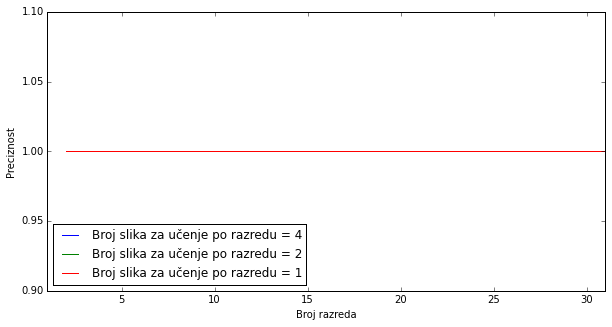 1.10
1.05
1.00
0.95
0.90
Preciznost
Broj slika za učenje po razredu = 4
Broj slika za učenje po razredu = 2
Broj slika za učenje po razredu = 1
5 10 15 20 25 30
Broj razreda